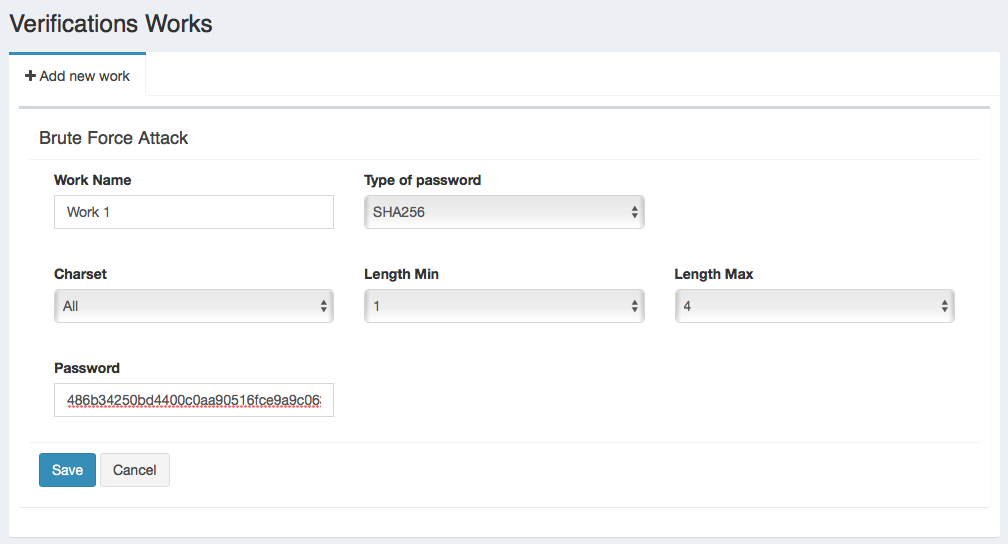 Verifications Works
Add new work
Brute Force Attack
Work Name Type of password
Work 1 SHA256
Charset Length Min Length Max
All 1 4
Password
486b34250bd4400c0aa90516fce9a9c06
Save Cancel